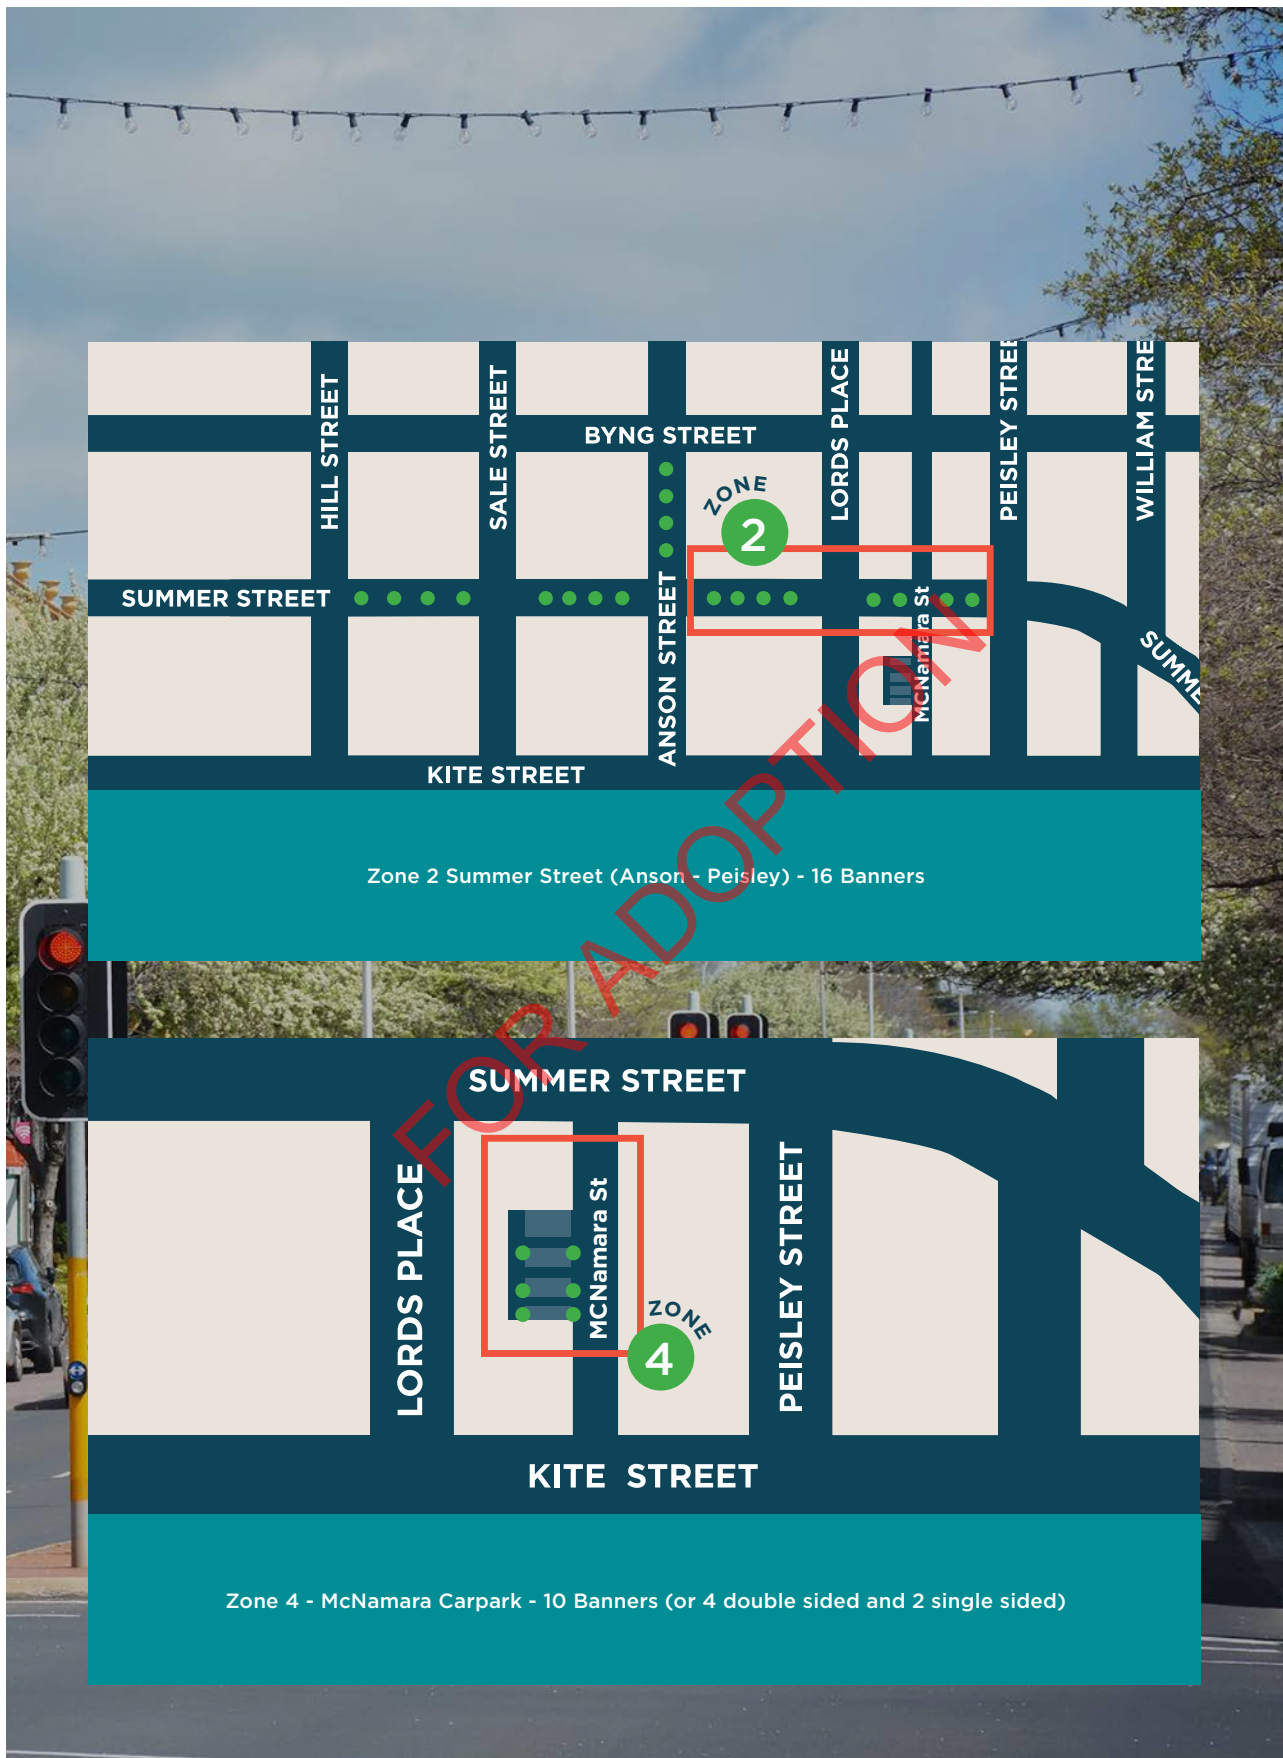 HILL STREET
SALE STREET
BYNG STREET
LORDS PLACE
PEISLEY STREE
WILLIAM STRE
ZONE
2
SUMMER STREET
ANSON STREET
MCNamara St
SUMME
KITE STREET
Zone 2 Summer Street (Anson - Peisley) - 16 Banners
FOR ADOPTION
SUMMER STREET
LORDS PLACE
MCNamara St
PEISLEY STREET
ZONE
4
KITE STREET
Zone 4 - McNamara Carpark - 10 Banners (or 4 double sided and 2 single sided)